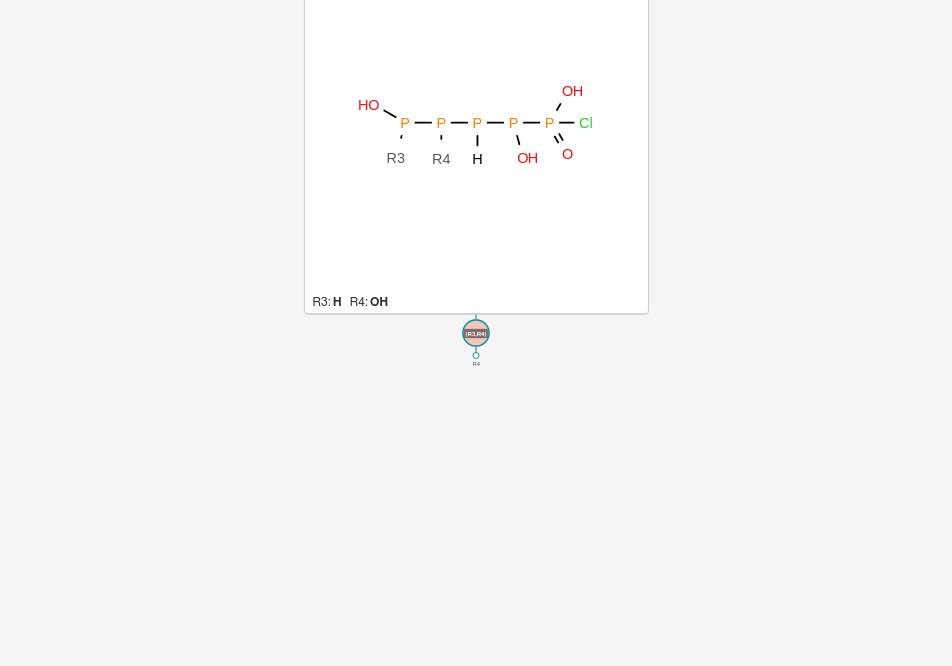 OH
HO
P P P P P Cl
R3 R4 H OH O
R3: H R4: OH
{R3,R4}
R4